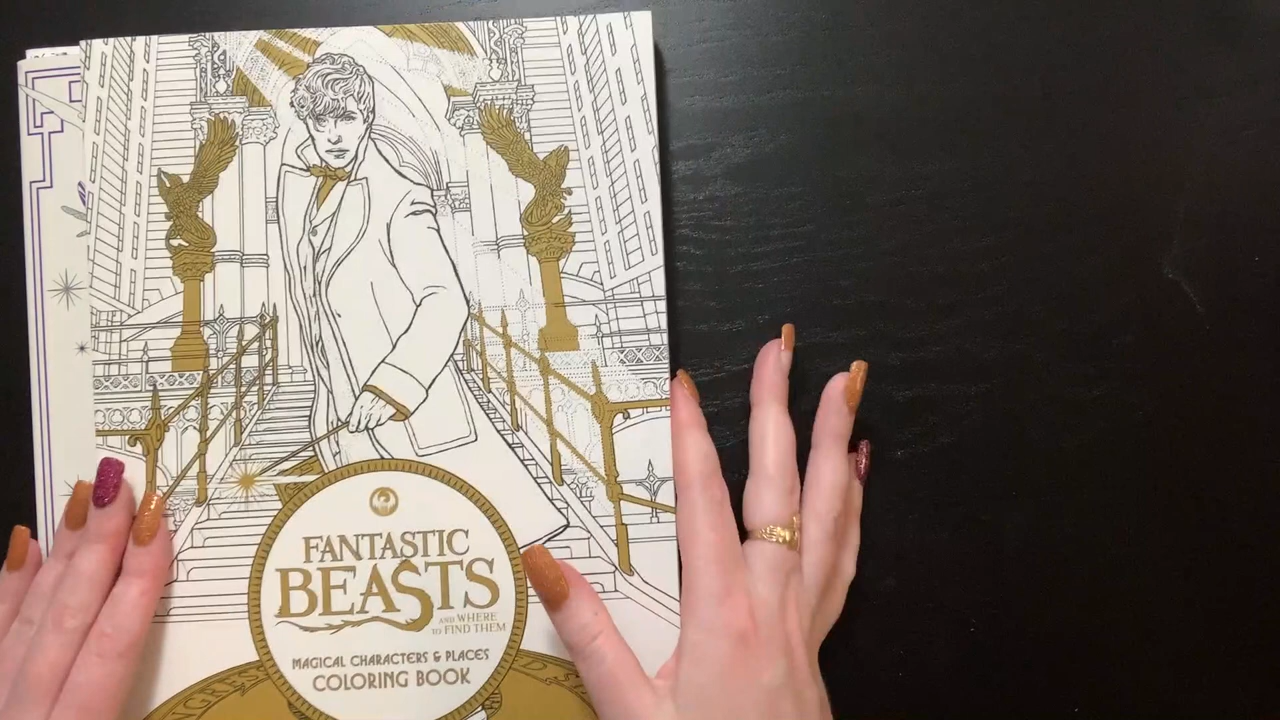 FANTASTIC
BEASTS
AND WHERE
TO FIND THEM
MAGICAL CHARACTERS & PLACES
COLORING BOOK